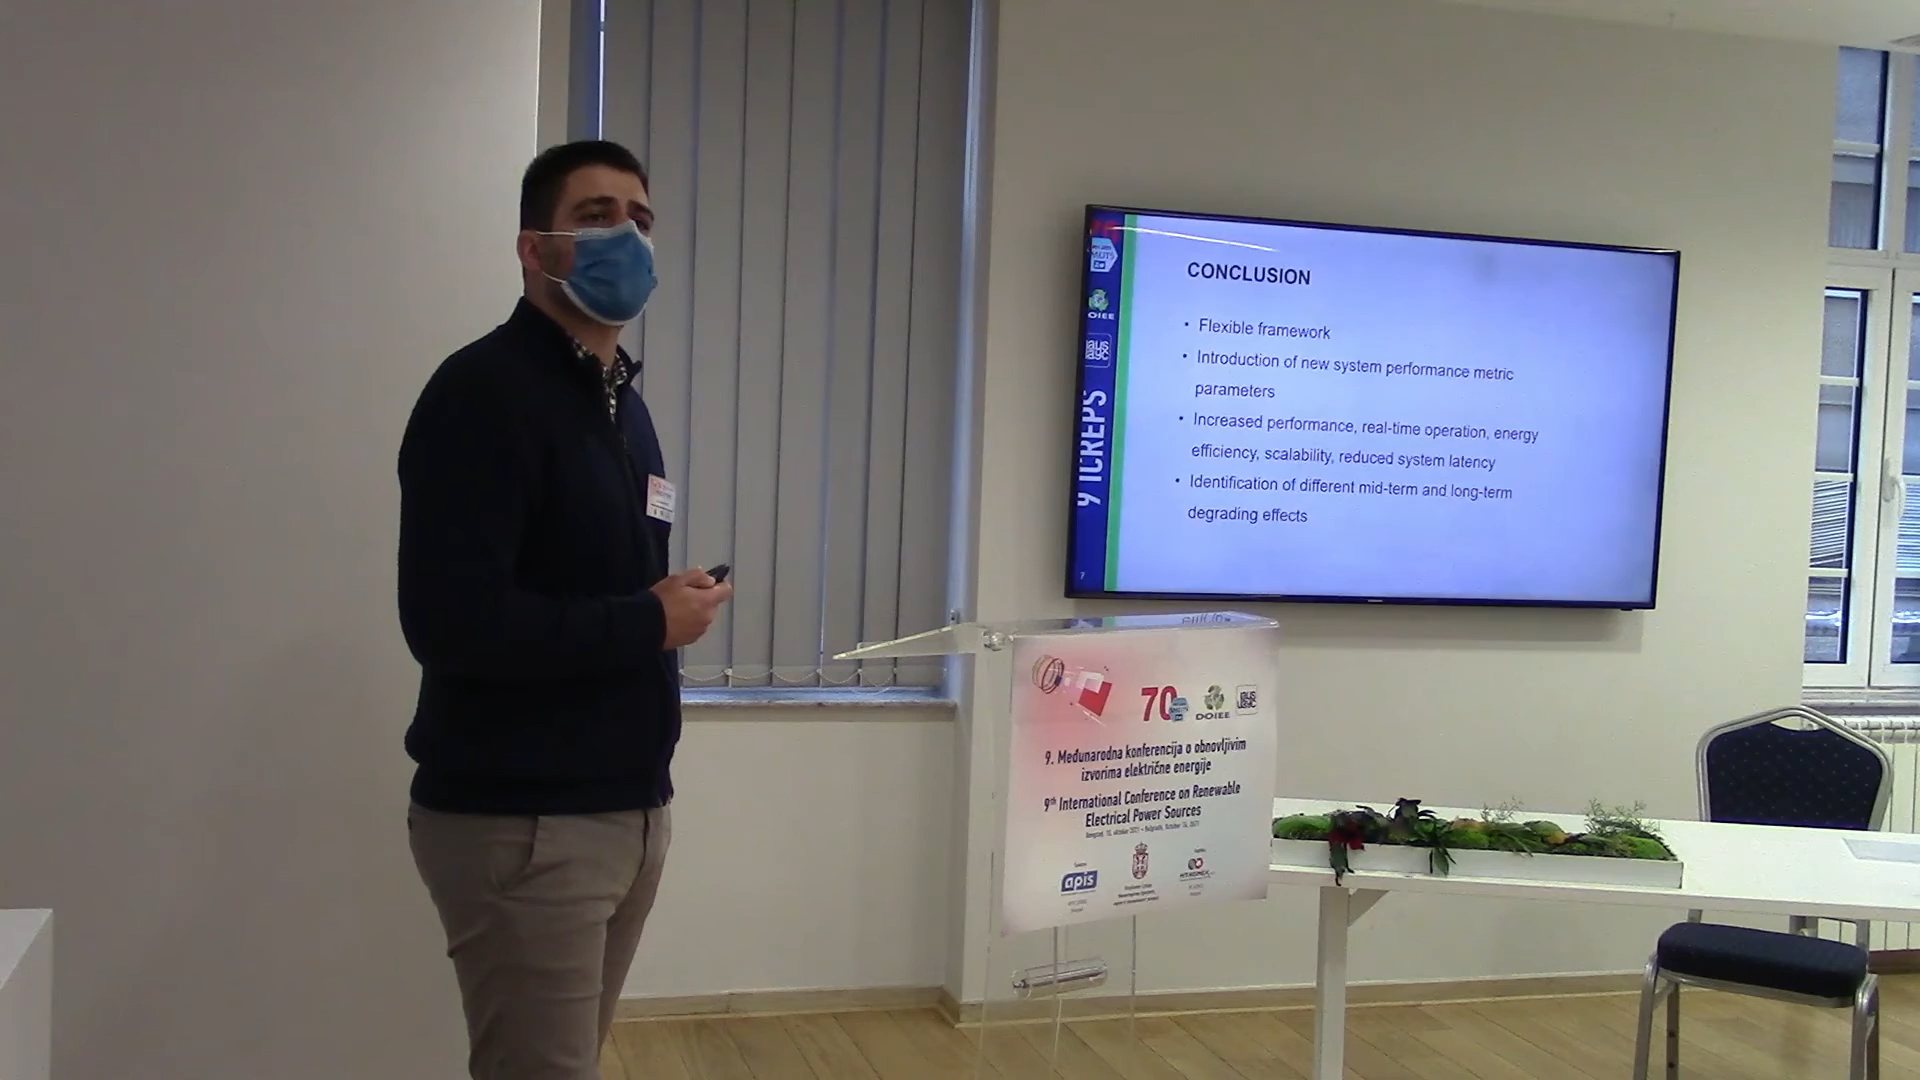 CONCLUSION
• Flexible framework
• Introduction of new system performance metric
parameters
• Increased performance, real-time operation, energy
efficiency, scalability, reduced system latency
• Identification of different mid-term and long-term
degrading effects
9 ICREPS
7
70
DOIEE
9. Međunarodna konferencija o obnovljivim
izvorima električne energije
9th International Conference on Renewable
Electrical Power Sources
apis